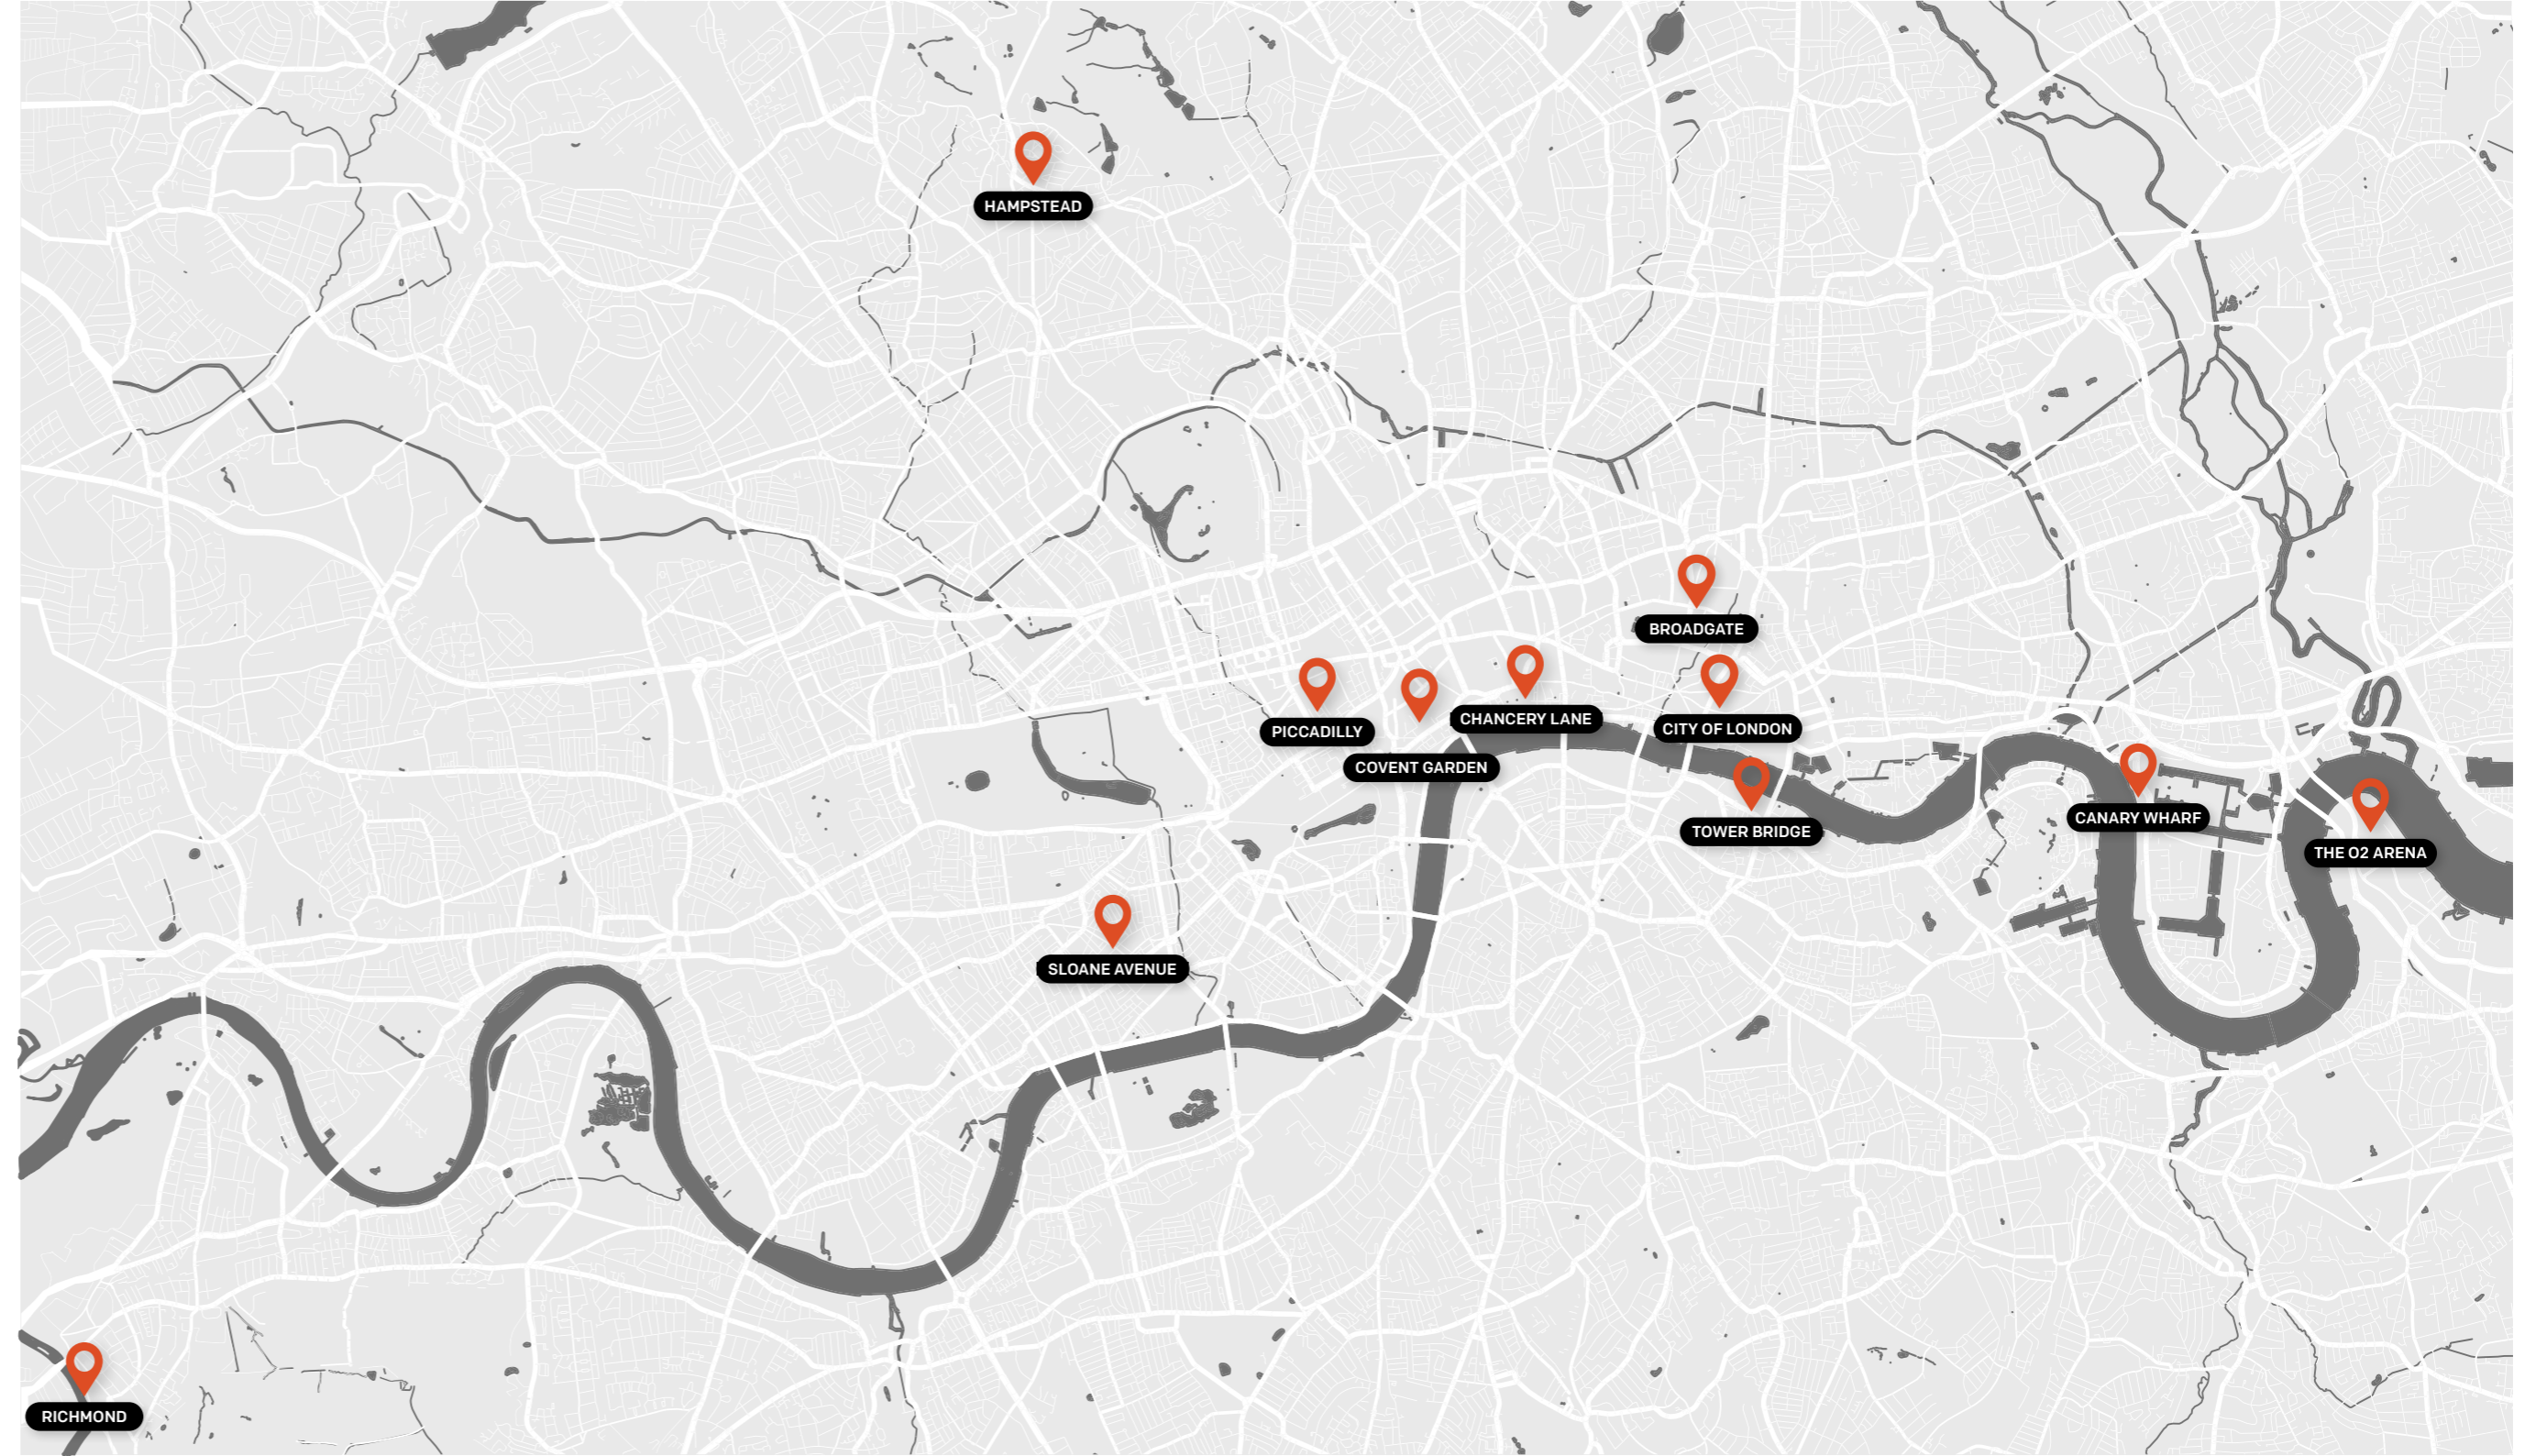 HAMPSTEAD
BROADGATE
CHANCERY LANE
CITY OF LONDON
PICCADILLY
COVENT GARDEN
CANARY WHARF
TOWER BRIDGE
THE O2 ARENA
SLOANE AVENUE
RICHMOND